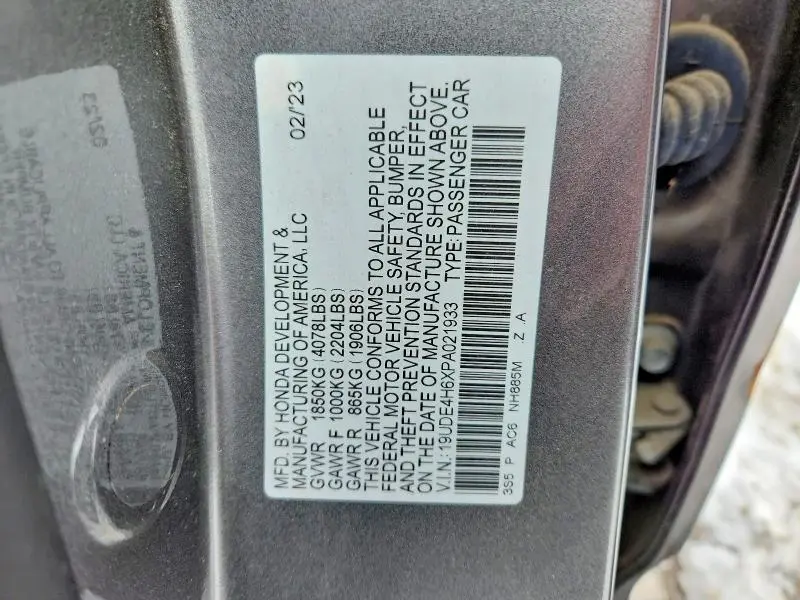 MFD. BY HONDA DEVELOPMENT & 02/'23
MANUFACTURING OF AMERICA, LLC
GVWR 1850KG (4078LBS)
GAWR F 1000KG (2204LBS)
GAWR R 865KG (1906LBS)
THIS VEHICLE CONFORMS TO ALL APPLICABLE
FEDERAL MOTOR VEHICLE SAFETY, BUMPER,
AND THEFT PREVENTION STANDARDS IN EFFECT
ON THE DATE OF MANUFACTURE SHOWN ABOVE.
V.I.N.: 19UDE4H6XPA021933 TYPE: PASSENGER CAR
3S5 P AC6 NH885M Z .A